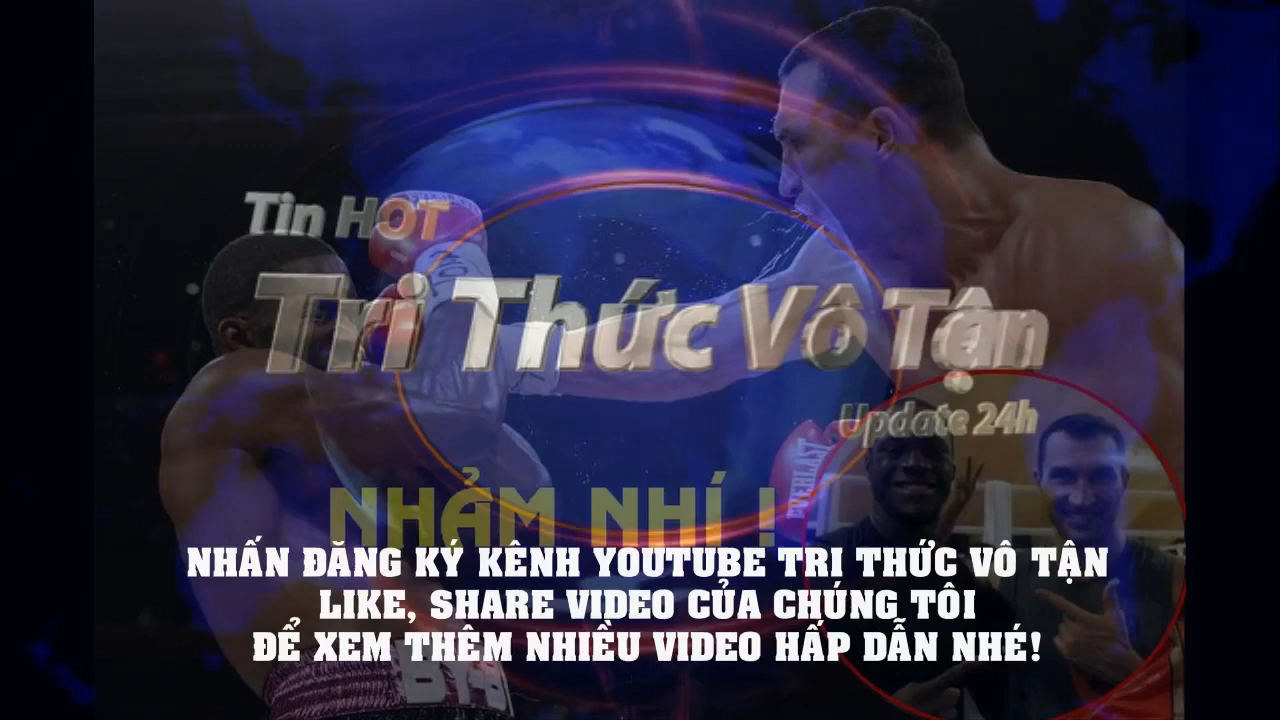 Tin HOT
Tri Thức Vô Tận
Update 24h
EVERLAST
NHẢM NHÍ !
NHẤN ĐĂNG KÝ KÊNH YOUTUBE TRI THỨC VÔ TẬN
LIKE, SHARE VIDEO CỦA CHÚNG TÔI
ĐỂ XEM THÊM NHIỀU VIDEO HẤP DẪN NHÉ!